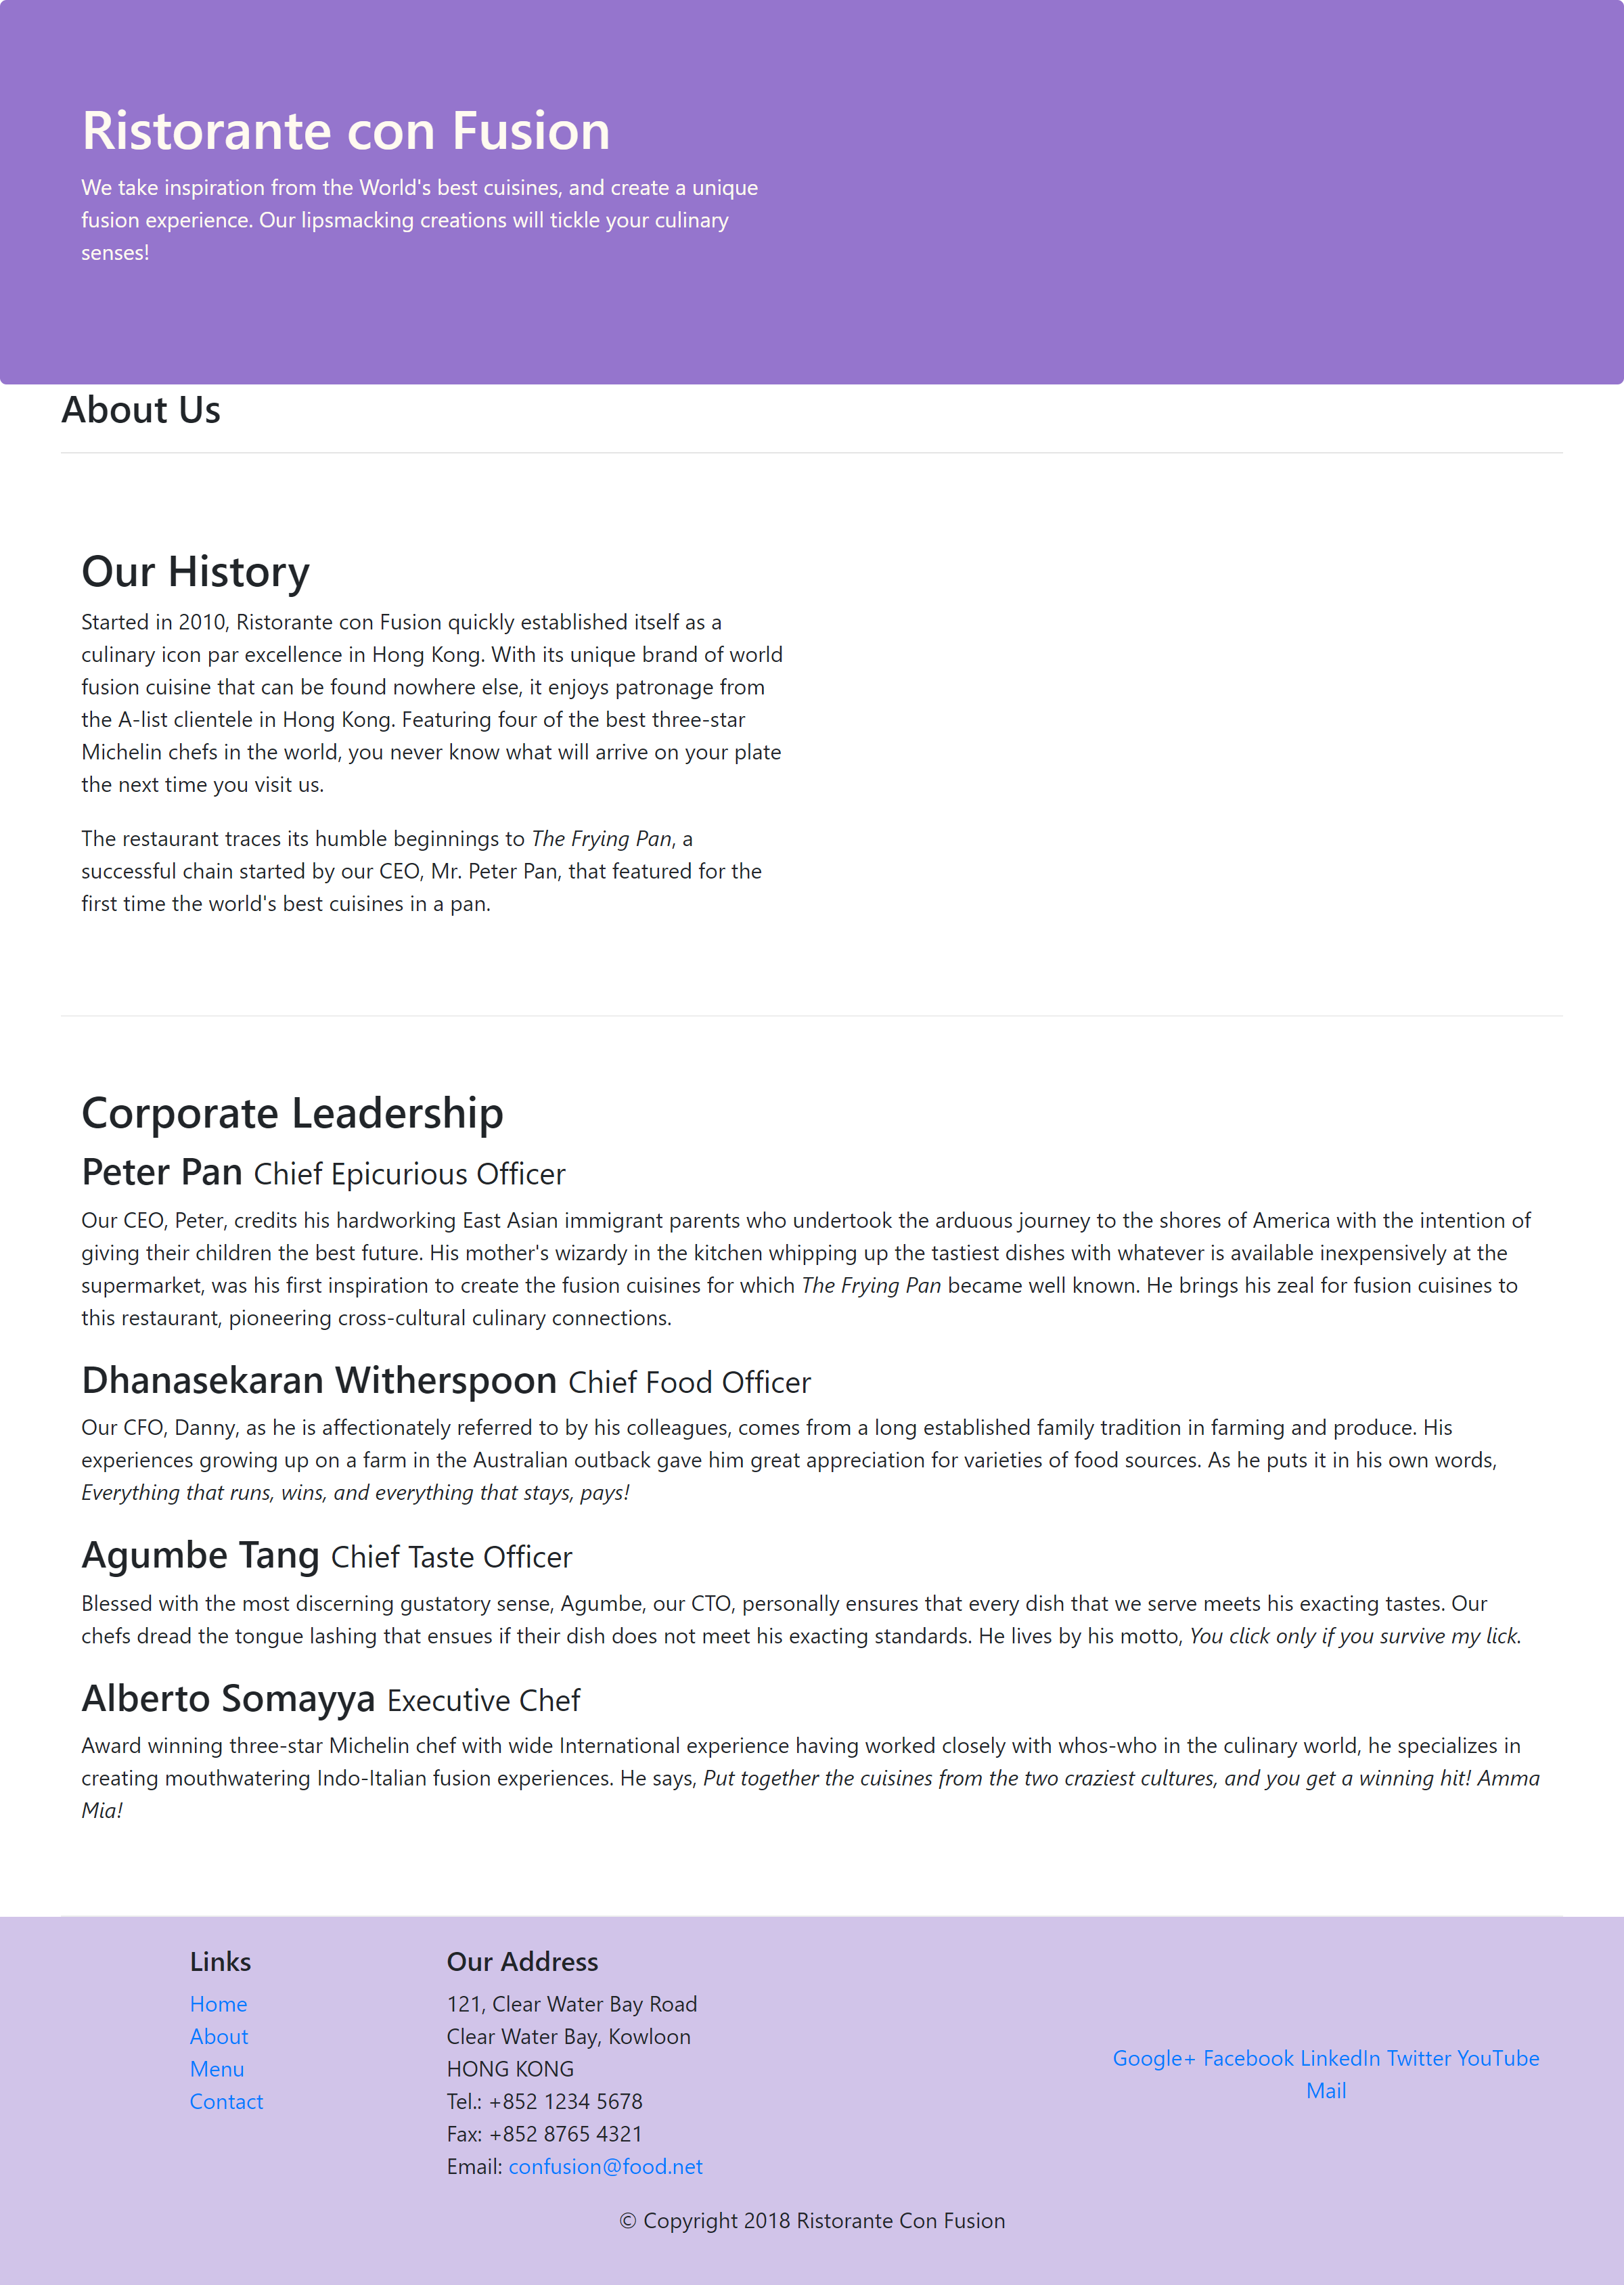 Ristorante con Fusion
We take inspiration from the World's best cuisines, and create a unique
fusion experience. Our lipsmacking creations will tickle your culinary
senses!
About Us
Our History
Started in 2010, Ristorante con Fusion quickly established itself as a
culinary icon par excellence in Hong Kong. With its unique brand of world
fusion cuisine that can be found nowhere else, it enjoys patronage from
the A-list clientele in Hong Kong. Featuring four of the best three-star
Michelin chefs in the world, you never know what will arrive on your plate
the next time you visit us.
The restaurant traces its humble beginnings to The Frying Pan, a
successful chain started by our CEO, Mr. Peter Pan, that featured for the
first time the world's best cuisines in a pan.
Corporate Leadership
Peter Pan Chief Epicurious Officer
Our CEO, Peter, credits his hardworking East Asian immigrant parents who undertook the arduous journey to the shores of America with the intention of
giving their children the best future. His mother's wizardy in the kitchen whipping up the tastiest dishes with whatever is available inexpensively at the
supermarket, was his first inspiration to create the fusion cuisines for which The Frying Pan became well known. He brings his zeal for fusion cuisines to
this restaurant, pioneering cross-cultural culinary connections.
Dhanasekaran Witherspoon Chief Food Officer
Our CFO, Danny, as he is affectionately referred to by his colleagues, comes from a long established family tradition in farming and produce. His
experiences growing up on a farm in the Australian outback gave him great appreciation for varieties of food sources. As he puts it in his own words,
Everything that runs, wins, and everything that stays, pays!
Agumbe Tang Chief Taste Officer
Blessed with the most discerning gustatory sense, Agumbe, our CTO, personally ensures that every dish that we serve meets his exacting tastes. Our
chefs dread the tongue lashing that ensues if their dish does not meet his exacting standards. He lives by his motto, You click only if you survive my lick.
Alberto Somayya Executive Chef
Award winning three-star Michelin chef with wide International experience having worked closely with whos-who in the culinary world, he specializes in
creating mouthwatering Indo-Italian fusion experiences. He says, Put together the cuisines from the two craziest cultures, and you get a winning hit! Amma
Mia!
Links
Home
About
Menu
Contact
Our Address
121, Clear Water Bay Road
Clear Water Bay, Kowloon
HONG KONG
Tel.: +852 1234 5678
Fax: +852 8765 4321
Email: confusion@food.net
Google+ Facebook LinkedIn Twitter YouTube
Mail
© Copyright 2018 Ristorante Con Fusion